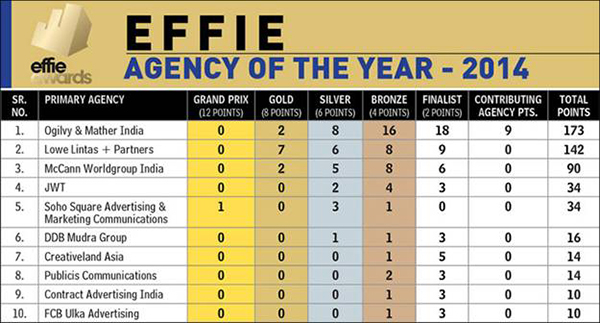 effie
awards
EFFIE
AGENCY OF THE YEAR - 2014
SR. NO. PRIMARY AGENCY GRAND PRIX (12 POINTS) GOLD (8 POINTS) SILVER (6 POINTS) BRONZE (4 POINTS) FINALIST (2 POINTS) CONTRIBUTING AGENCY PTS. TOTAL POINTS
1. Ogilvy & Mather India 0 2 8 16 18 9 173
2. Lowe Lintas + Partners 0 7 6 8 9 0 142
3. McCann Worldgroup India 0 2 5 8 6 0 90
4. JWT 0 0 2 4 3 0 34
5. Soho Square Advertising & Marketing Communications 1 0 3 1 0 0 34
6. DDB Mudra Group 0 0 1 1 3 0 16
7. Creativeland Asia 0 0 0 1 5 0 14
8. Publicis Communications 0 0 0 2 3 0 14
9. Contract Advertising India 0 0 0 1 3 0 10
10. FCB Ulka Advertising 0 0 0 1 3 0 10